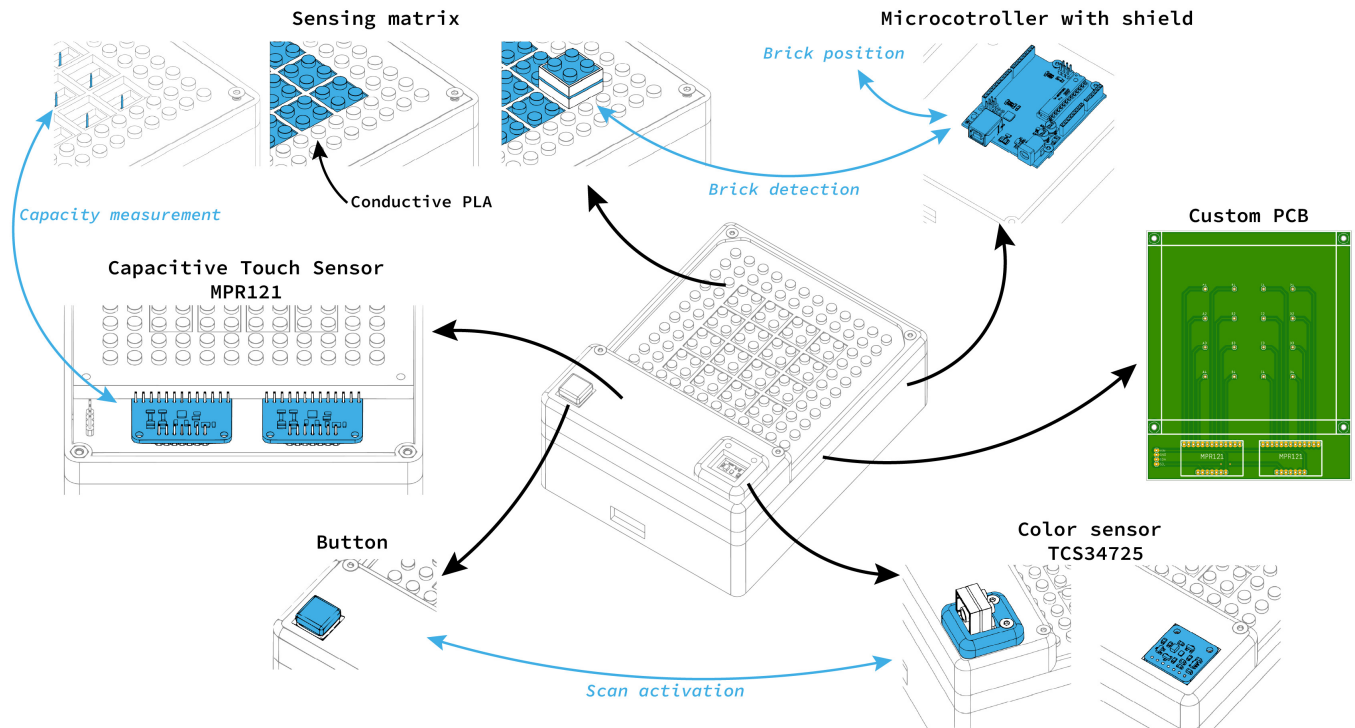 Sensing matrix
Microcotroller with shield
Brick position
Brick detection
Conductive PLA
Capacity measurement
Custom PCB
Capacitive Touch Sensor
MPR121
MPR121
MPR121
Button
Color sensor
TCS34725
Scan activation